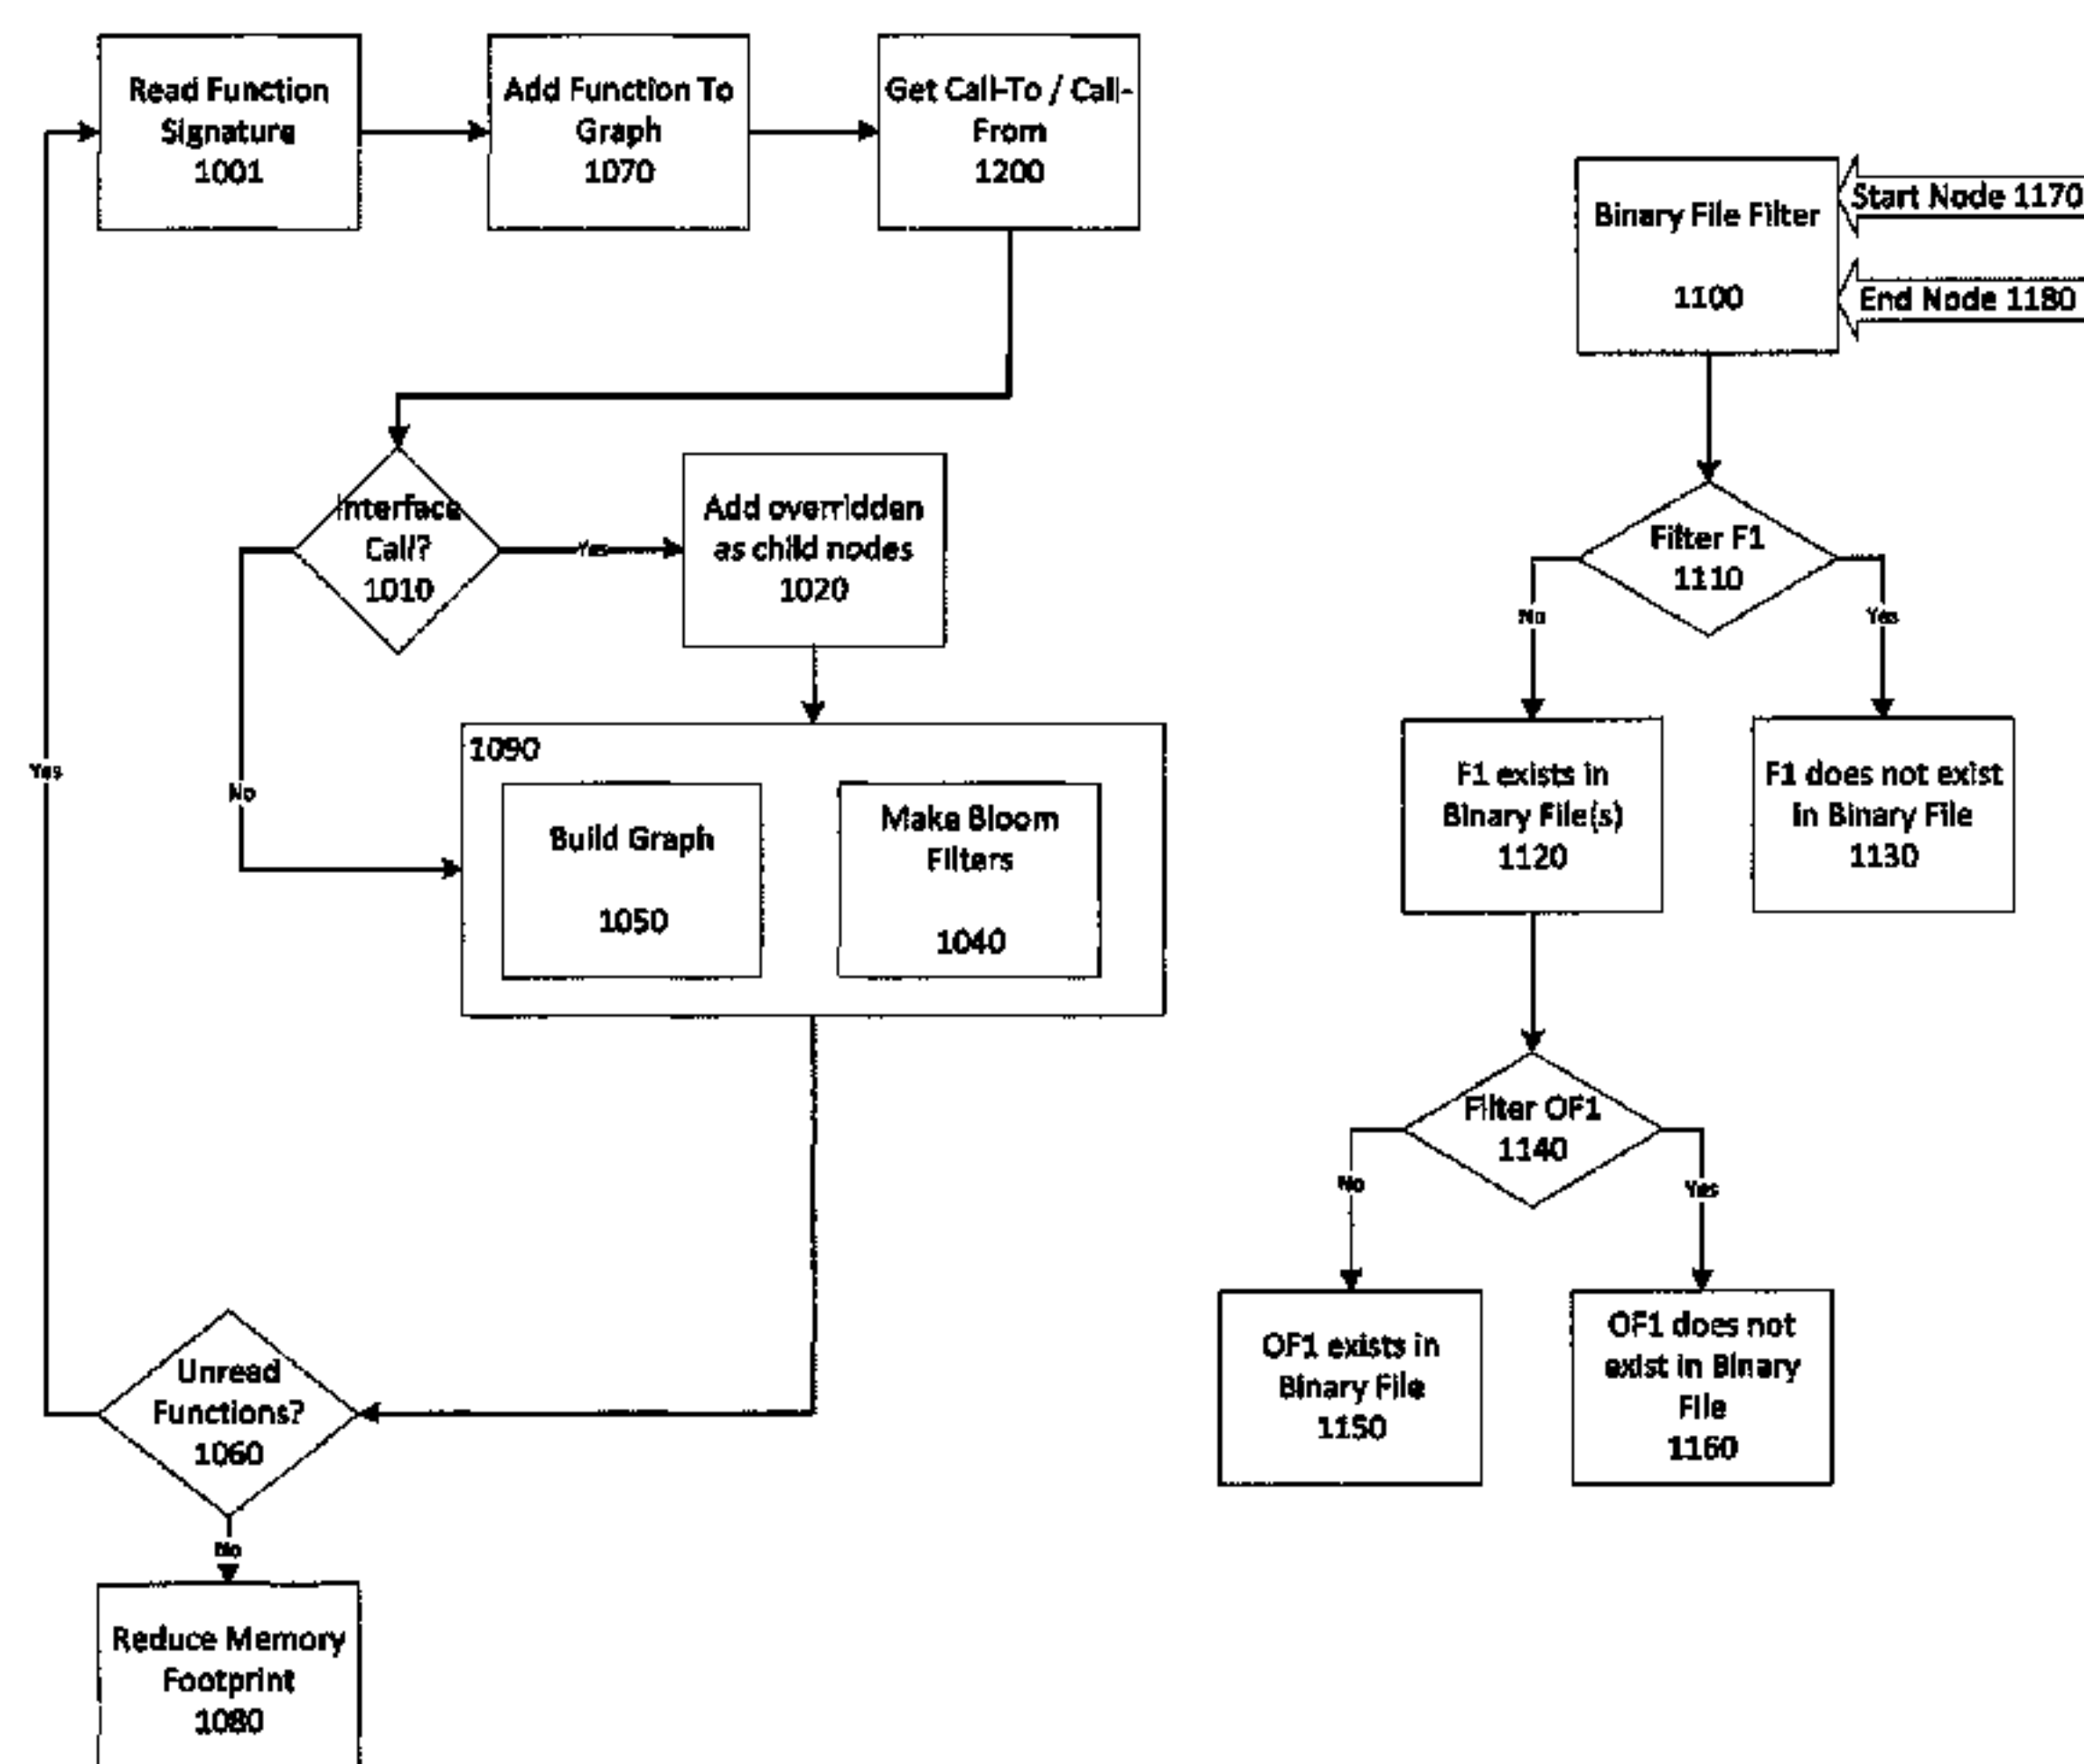 Read Function
Signature
1001
Add Function To
Graph
1070
Get Call-To / Call-
From
1200
Interface
Call?
1010
Yes
No
Add overridden
as child nodes
1020
1090
Build Graph
1050
Make Bloom
Filters
1040
Yes
Unread
Functions?
1060
No
Reduce Memory
Footprint
1080
Binary File Filter
1100
Start Node 1170
End Node 1180
Filter F1
1110
No
Yes
F1 exists in
Binary File(s)
1120
F1 does not exist
in Binary File
1130
Filter OF1
1140
No
Yes
OF1 exists in
Binary File
1150
OF1 does not
exist in Binary
File
1160